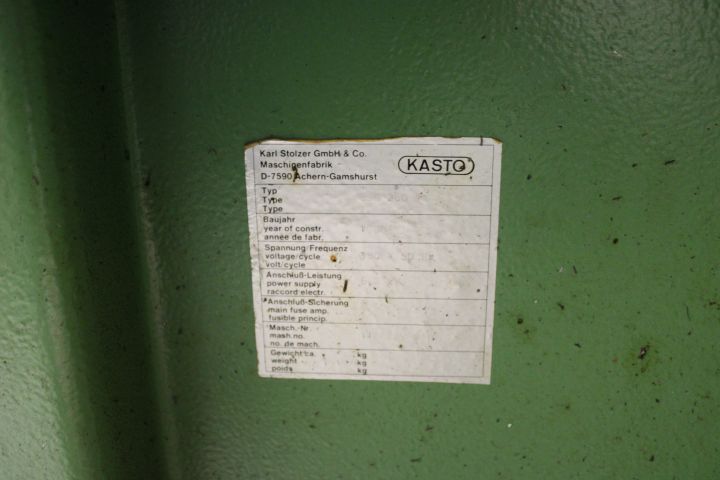 Karl Stolzer GmbH & Co.
Maschinenfabrik
D-7590 Achern-Gamshurst
KASTO
Typ
Type
Type
Baujahr
year of constr.
année de fabr.
Spannung/Frequenz
voltage/cycle
volt/cycle
Anschluß-Leistung
power supply
raccord electr.
Anschluß-Sicherung
main fuse amp.
fusible princip.
Masch.-Nr.
mash.no.
no. de mach.
Gewicht ca. kg
weight kg
poids kg